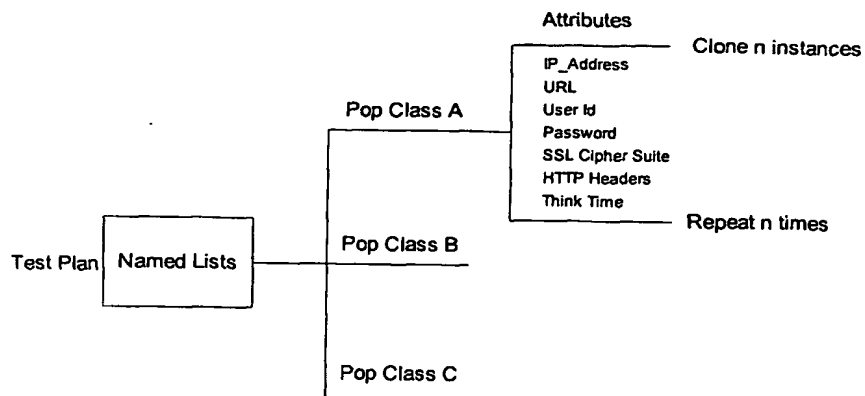 Attributes
Clone n instances
IP_Address
URL
User Id
Password
SSL Cipher Suite
HTTP Headers
Think Time
Repeat n times
Pop Class A
Pop Class B
Pop Class C
Test Plan
Named Lists